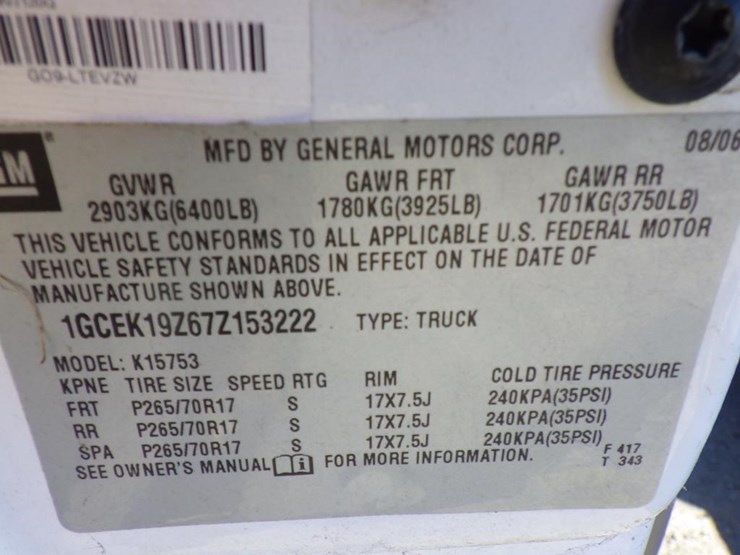 GO9-LTEVZW
GM
MFD BY GENERAL MOTORS CORP. 08/06
GVWR GAWR FRT GAWR RR
2903KG(6400LB) 1780KG(3925LB) 1701KG(3750LB)
THIS VEHICLE CONFORMS TO ALL APPLICABLE U.S. FEDERAL MOTOR
VEHICLE SAFETY STANDARDS IN EFFECT ON THE DATE OF
MANUFACTURE SHOWN ABOVE.
1GCEK19Z67Z153222 TYPE: TRUCK
MODEL: K15753
KPNE TIRE SIZE SPEED RTG RIM COLD TIRE PRESSURE
FRT P265/70R17 S 17X7.5J 240KPA(35PSI)
RR P265/70R17 S 17X7.5J 240KPA(35PSI)
SPA P265/70R17 S 17X7.5J 240KPA(35PSI)
SEE OWNER'S MANUAL i FOR MORE INFORMATION. F 417
T 343